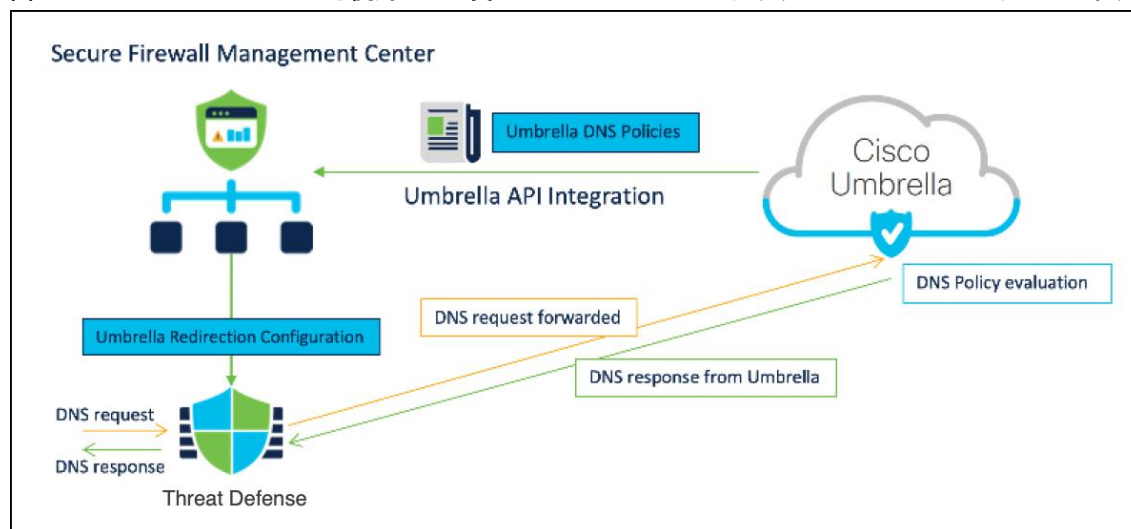 Secure Firewall Management Center
Umbrella DNS Policies
Umbrella API Integration
Cisco
Umbrella
DNS Policy evaluation
DNS request forwarded
Umbrella Redirection Configuration
DNS response from Umbrella
DNS request
DNS response
Threat Defense